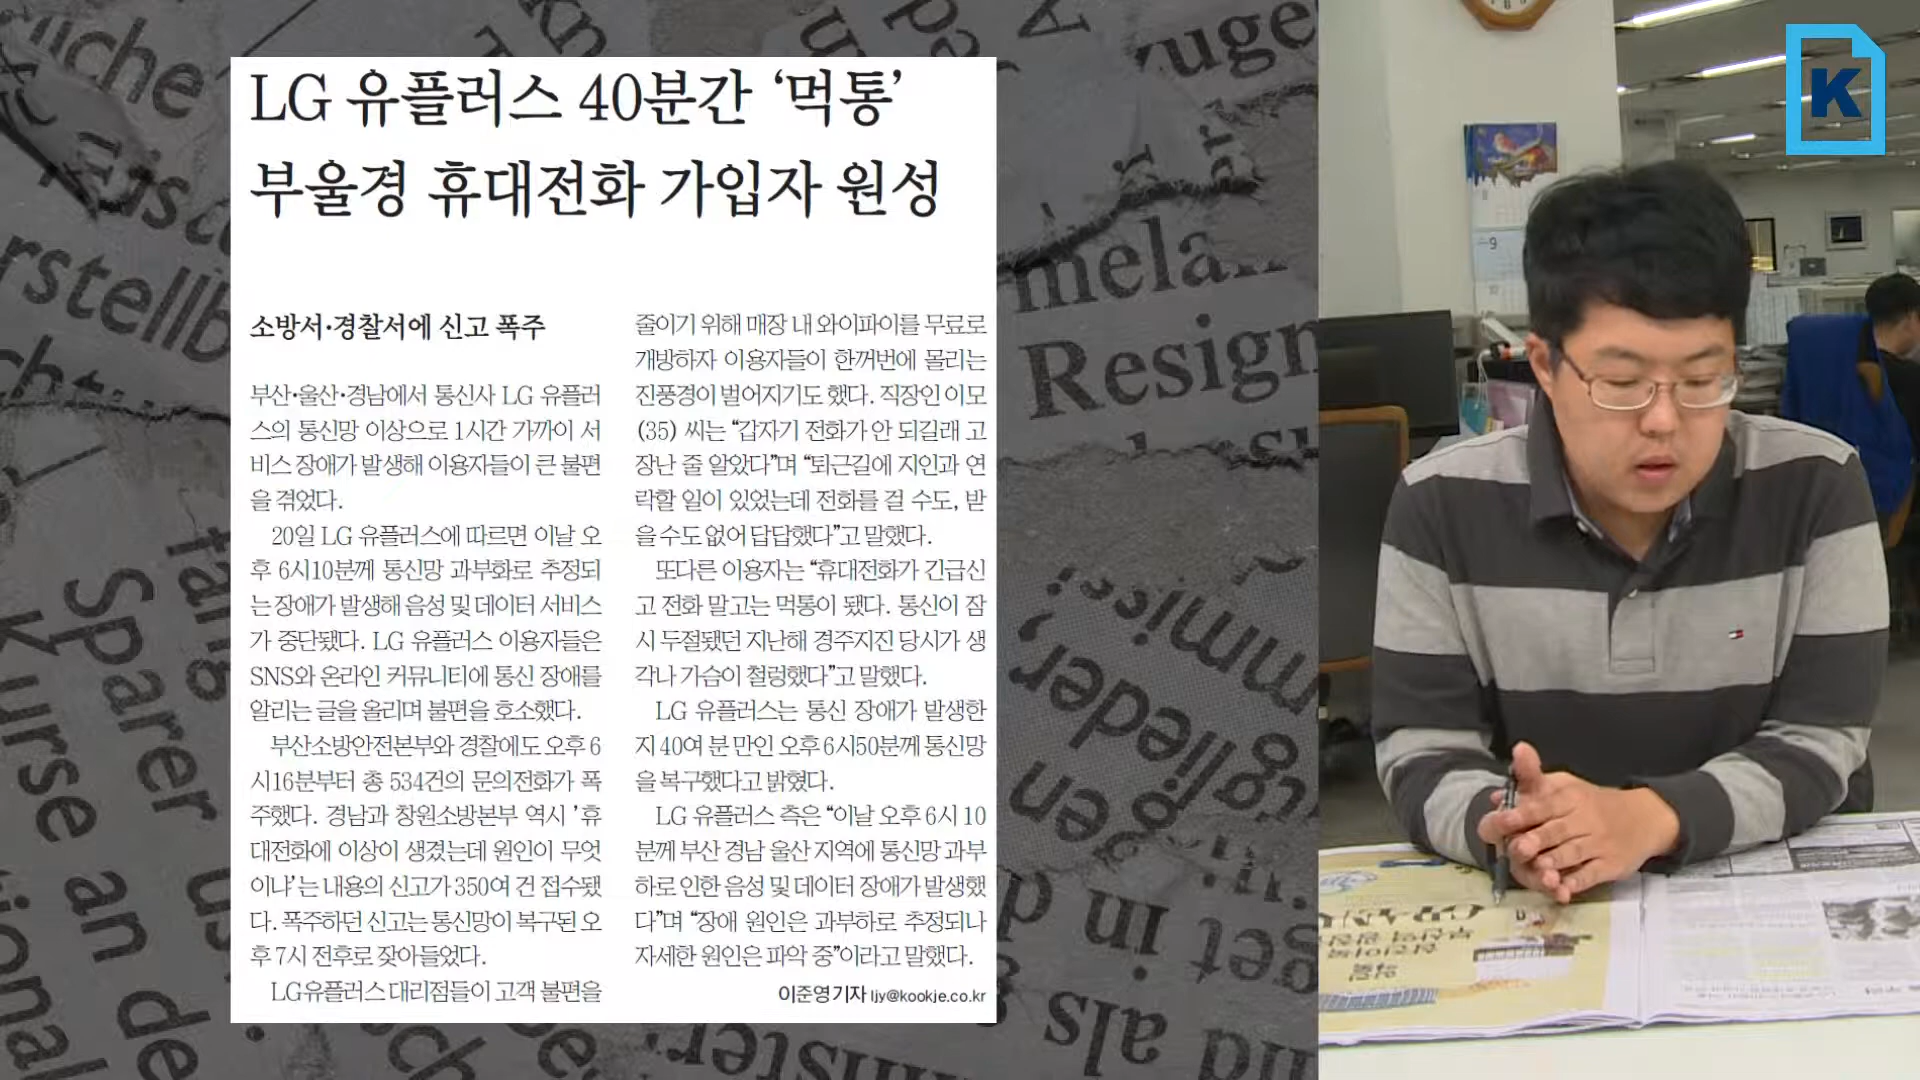 LG 유플러스 40분간 ‘먹통’
부울경 휴대전화 가입자 원성
소방서·경찰서에 신고 폭주
부산·울산·경남에서 통신사 LG 유플러
스의 통신망 이상으로 1시간 가까이 서
비스 장애가 발생해 이용자들이 큰 불편
을 겪었다.
20일 LG 유플러스에 따르면 이날 오
후 6시10분께 통신망 과부화로 추정되
는 장애가 발생해 음성 및 데이터 서비스
가 중단됐다. LG 유플러스 이용자들은
SNS와 온라인 커뮤니티에 통신 장애를
알리는 글을 올리며 불편을 호소했다.
부산소방안전본부와 경찰에도 오후 6
시16분부터 총 534건의 문의전화가 폭
주했다. 경남과 창원소방본부 역시 ’휴
대전화에 이상이 생겼는데 원인이 무엇
이냐’는 내용의 신고가 350여 건 접수됐
다. 폭주하던 신고는 통신망이 복구된 오
후 7시 전후로 잦아들었다.
LG유플러스 대리점들이 고객 불편을
줄이기 위해 매장 내 와이파이를 무료로
개방하자 이용자들이 한꺼번에 몰리는
진풍경이 벌어지기도 했다. 직장인 이모
(35) 씨는 “갑자기 전화가 안 되길래 고
장난 줄 알았다”며 “퇴근길에 지인과 연
락할 일이 있었는데 전화를 걸 수도, 받
을 수도 없어 답답했다”고 말했다.
또다른 이용자는 “휴대전화가 긴급신
고 전화 말고는 먹통이 됐다. 통신이 잠
시 두절됐던 지난해 경주지진 당시가 생
각나 가슴이 철렁했다”고 말했다.
LG 유플러스는 통신 장애가 발생한
지 40여 분 만인 오후 6시50분께 통신망
을 복구했다고 밝혔다.
LG 유플러스 측은 “이날 오후 6시 10
분께 부산 경남 울산 지역에 통신망 과부
하로 인한 음성 및 데이터 장애가 발생했
다”며 “장애 원인은 과부하로 추정되나
자세한 원인은 파악 중”이라고 말했다.
이준영 기자 ljy@kookje.co.kr
K
Resign
Sparer
Kurse an de
als